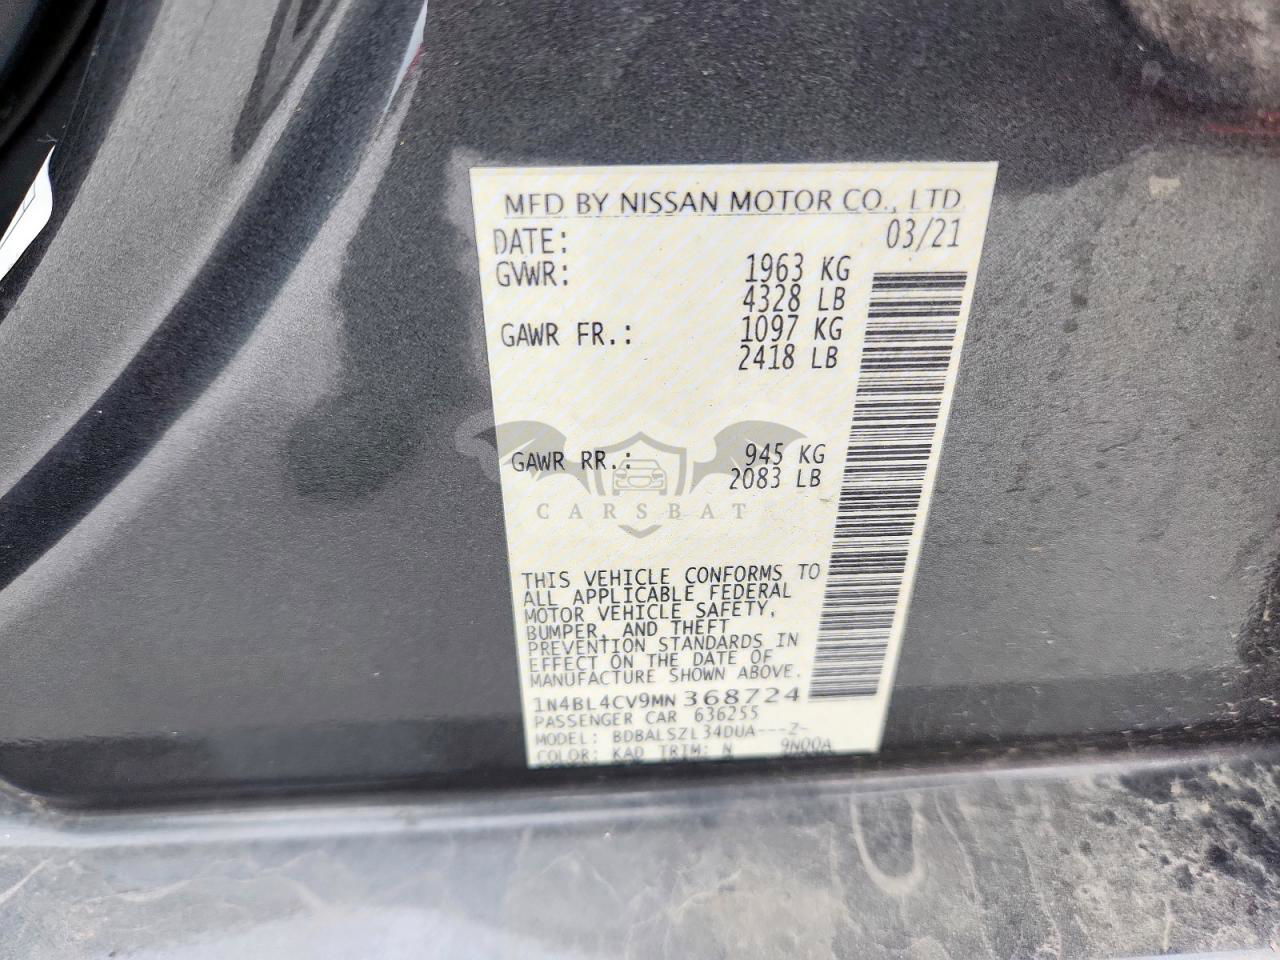 MFD BY NISSAN MOTOR CO., LTD
DATE: 03/21
GVWR: 1963 KG
4328 LB
GAWR FR.: 1097 KG
2418 LB
GAWR RR.: 945 KG
2083 LB
CARSBAT
THIS VEHICLE CONFORMS TO
ALL APPLICABLE FEDERAL
MOTOR VEHICLE SAFETY,
BUMPER, AND THEFT
PREVENTION STANDARDS IN
EFFECT ON THE DATE OF
MANUFACTURE SHOWN ABOVE.
1N4BL4CV9MN368724
PASSENGER CAR 636255
MODEL: BDBALSZL34DUA---Z-
COLOR: KAD TRIM: N 9NQQA